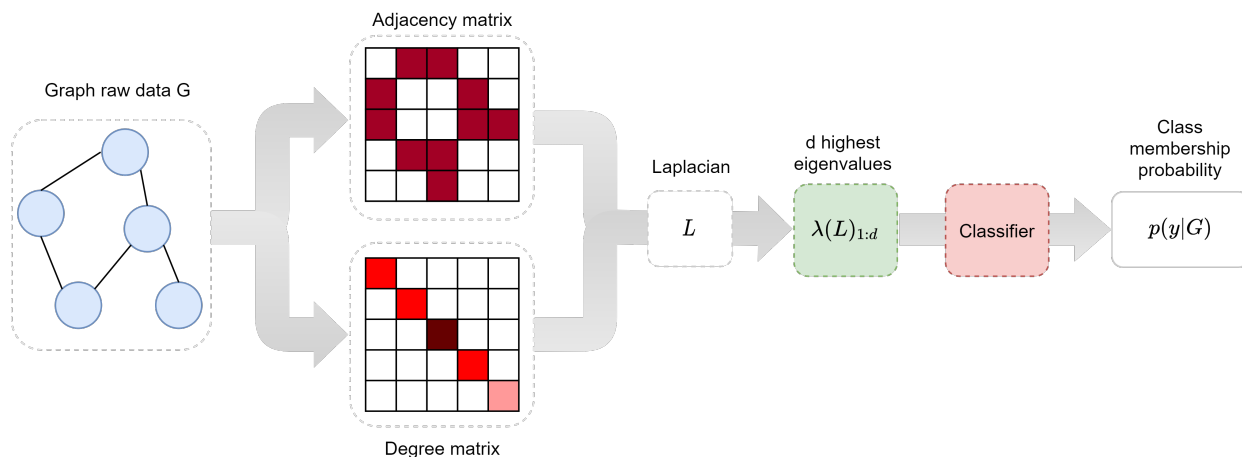 Graph raw data G
Adjacency matrix
Degree matrix
Laplacian
L
d highest
eigenvalues
λ(L)₁:d
Classifier
Class
membership
probability
p(y|G)